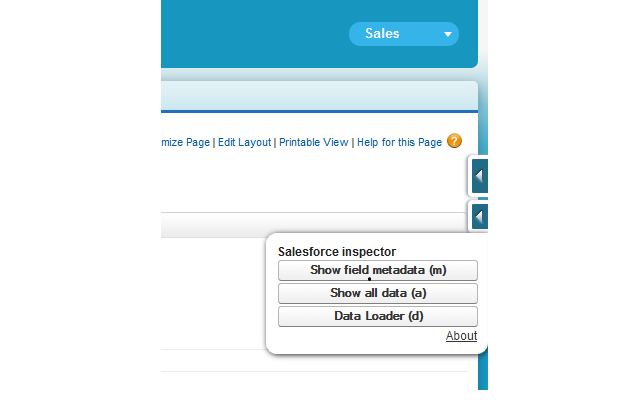 Sales
mize Page | Edit Layout | Printable View | Help for this Page ?
Salesforce inspector
Show field metadata (m)
Show all data (a)
Data Loader (d)
About